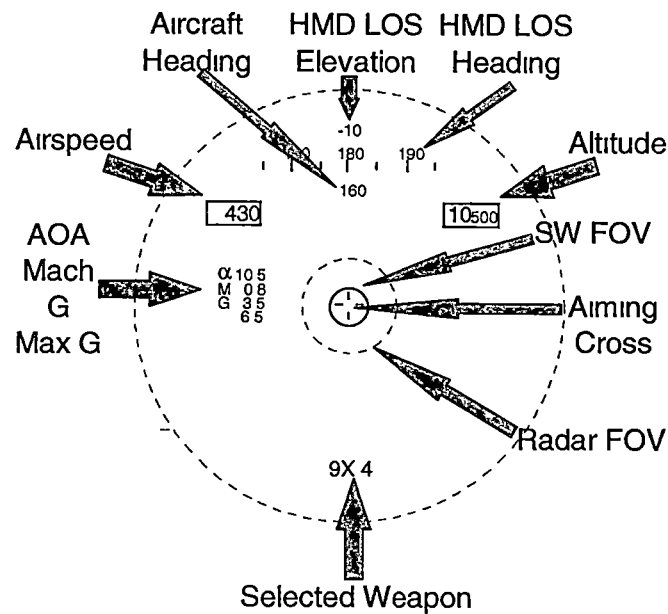 Aircraft Heading
HMD LOS Elevation
HMD LOS Heading
Airspeed
Altitude
-10
180
190
160
430
10500
AOA
Mach
G
Max G
α 10 5
M 0 8
G 3 5
6 5
SW FOV
Aiming Cross
Radar FOV
9X 4
Selected Weapon